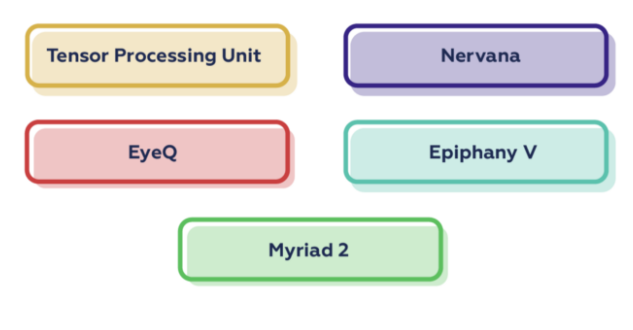 Tensor Processing Unit
Nervana
EyeQ
Epiphany V
Myriad 2